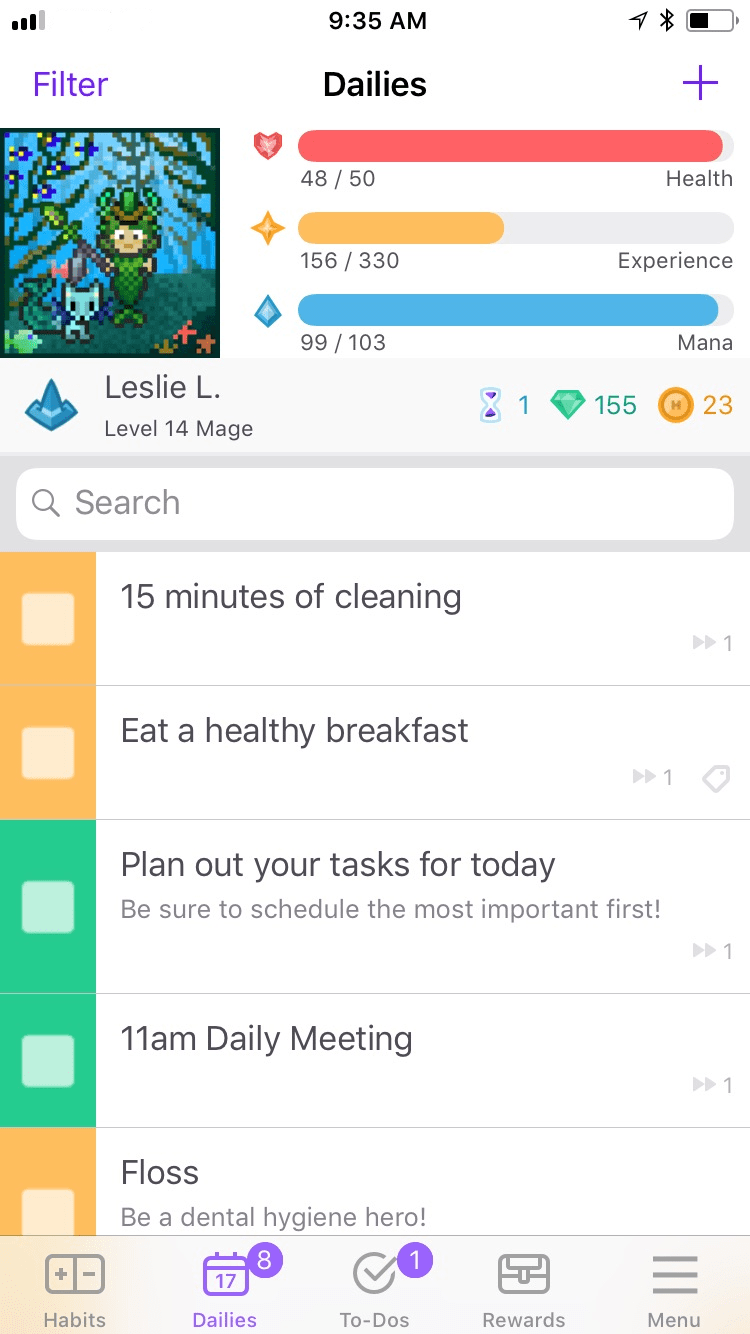 9:35 AM
Filter
Dailies
48 / 50 Health
156 / 330 Experience
99 / 103 Mana
Leslie L.
Level 14 Mage
1 155 H 23
Search
15 minutes of cleaning
1
Eat a healthy breakfast
1
Plan out your tasks for today
Be sure to schedule the most important first!
1
11am Daily Meeting
1
Floss
Be a dental hygiene hero!
17 8 1
Habits Dailies To-Dos Rewards Menu